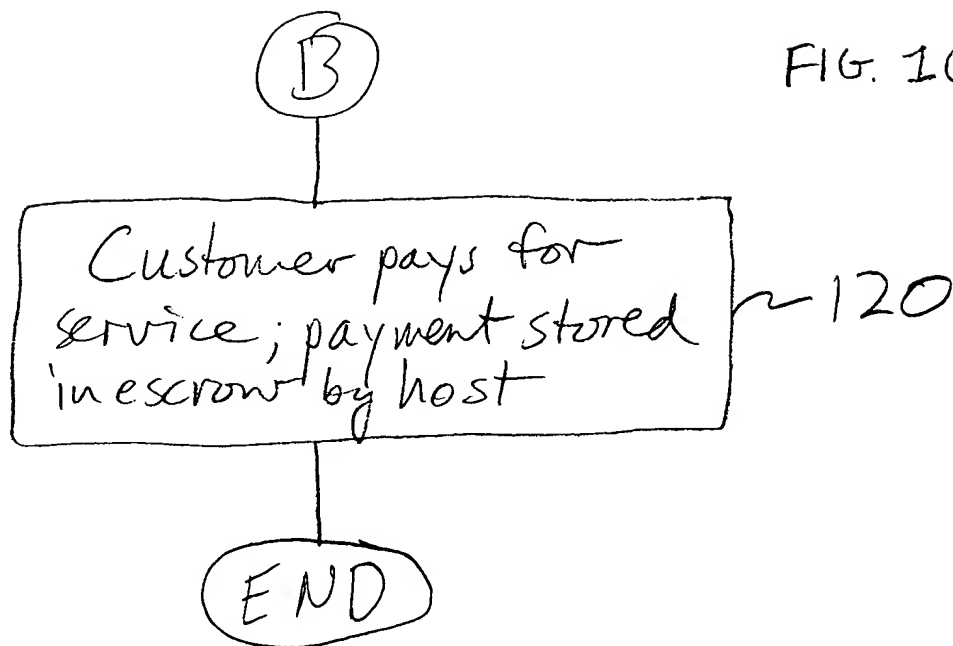 B
FIG. 1C
Customer pays for
service; payment stored
in escrow by host
120
END